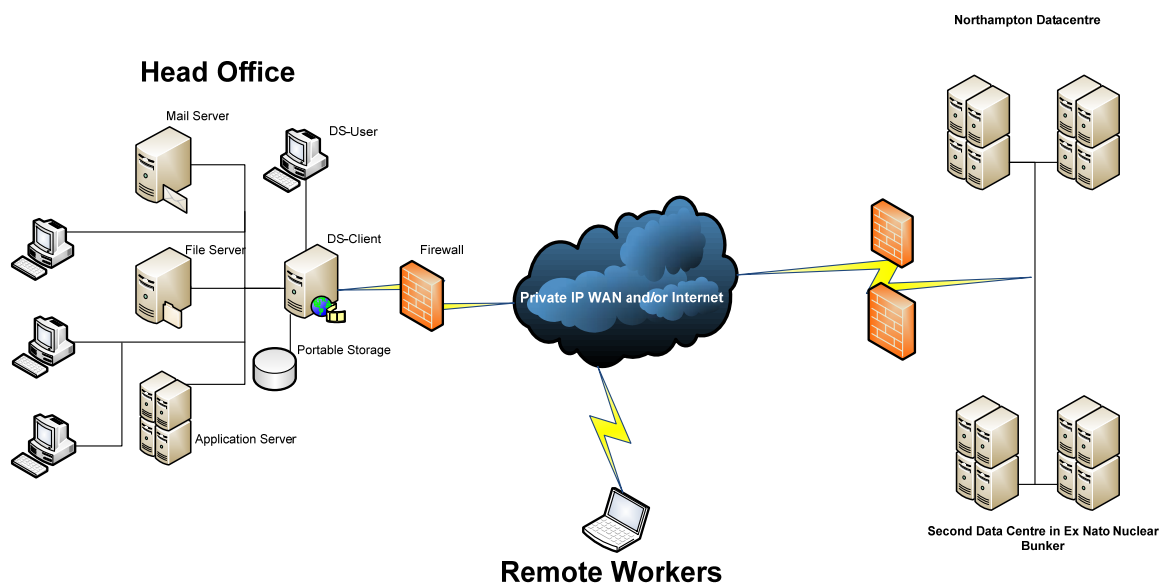 Northampton Datacentre
Head Office
Mail Server
DS-User
File Server
DS-Client
Firewall
Private IP WAN and/or Internet
Portable Storage
Application Server
Second Data Centre in Ex Nato Nuclear
Bunker
Remote Workers